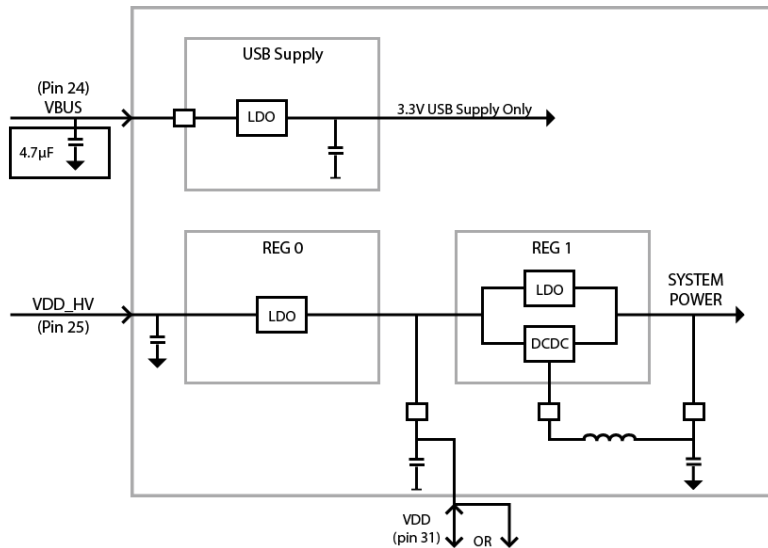 USB Supply
(Pin 24)
VBUS
LDO
3.3V USB Supply Only
4.7µF
REG 0
REG 1
VDD_HV
(Pin 25)
LDO
LDO
DCDC
SYSTEM
POWER
VDD
(pin 31)
OR